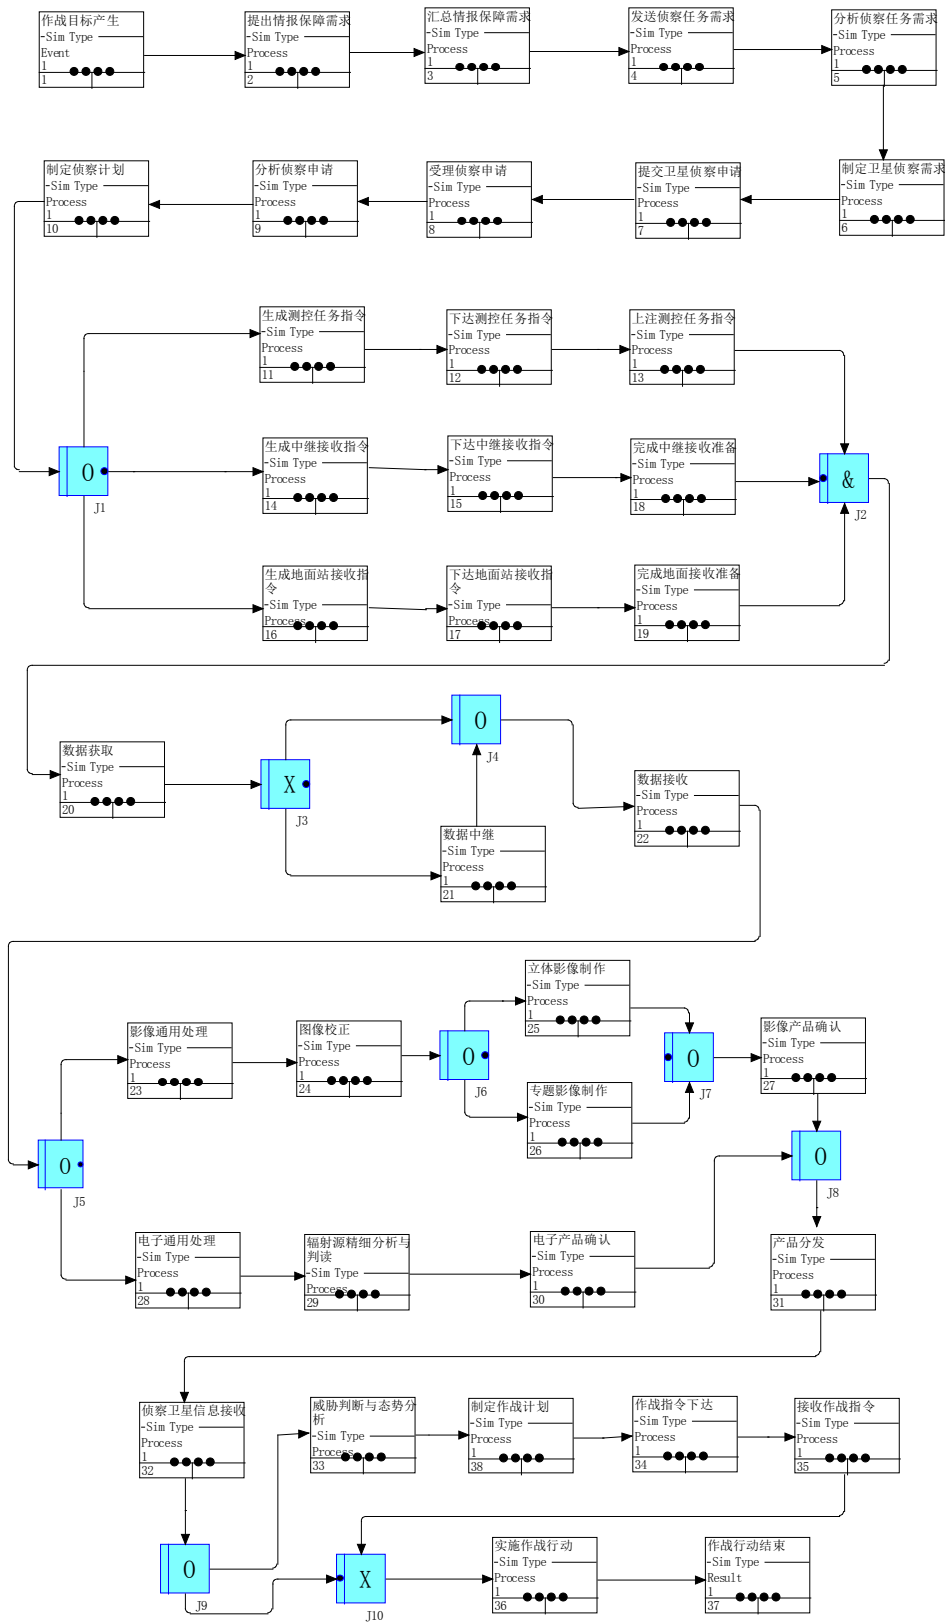 作战目标产生
-Sim Type
Event
1
1
提出情报保障需求
-Sim Type
Process
1
2
汇总情报保障需求
-Sim Type
Process
1
3
发送侦察任务需求
-Sim Type
Process
1
4
分析侦察任务需求
-Sim Type
Process
1
5
制定侦察计划
-Sim Type
Process
1
10
分析侦察申请
-Sim Type
Process
1
9
受理侦察申请
-Sim Type
Process
1
8
提交卫星侦察申请
-Sim Type
Process
1
7
制定卫星侦察需求
-Sim Type
Process
1
6
生成测控任务指令
-Sim Type
Process
1
11
下达测控任务指令
-Sim Type
Process
1
12
上注测控任务指令
-Sim Type
Process
1
13
O
J1
生成中继接收指令
-Sim Type
Process
1
14
下达中继接收指令
-Sim Type
Process
1
15
完成中继接收准备
-Sim Type
Process
1
18
&
J2
生成地面站接收指
令
-Sim Type
Process
16
下达地面站接收指
令
-Sim Type
Process
17
完成地面接收准备
-Sim Type
Process
1
19
数据获取
-Sim Type
Process
1
20
X
J3
O
J4
数据中继
-Sim Type
Process
1
21
数据接收
-Sim Type
Process
1
22
影像通用处理
-Sim Type
Process
1
23
图像校正
-Sim Type
Process
1
24
O
J6
立体影像制作
-Sim Type
Process
1
25
专题影像制作
-Sim Type
Process
1
26
O
J7
影像产品确认
-Sim Type
Process
1
27
O
J5
O
J8
电子通用处理
-Sim Type
Process
1
28
辐射源精细分析与
判读
-Sim Type
Process
29
电子产品确认
-Sim Type
Process
1
30
产品分发
-Sim Type
Process
1
31
侦察卫星信息接收
-Sim Type
Process
1
32
威胁判断与态势分
析
-Sim Type
Process
33
制定作战计划
-Sim Type
Process
1
38
作战指令下达
-Sim Type
Process
1
34
接收作战指令
-Sim Type
Process
1
35
O
J9
X
J10
实施作战行动
-Sim Type
Process
1
36
作战行动结束
-Sim Type
Result
1
37